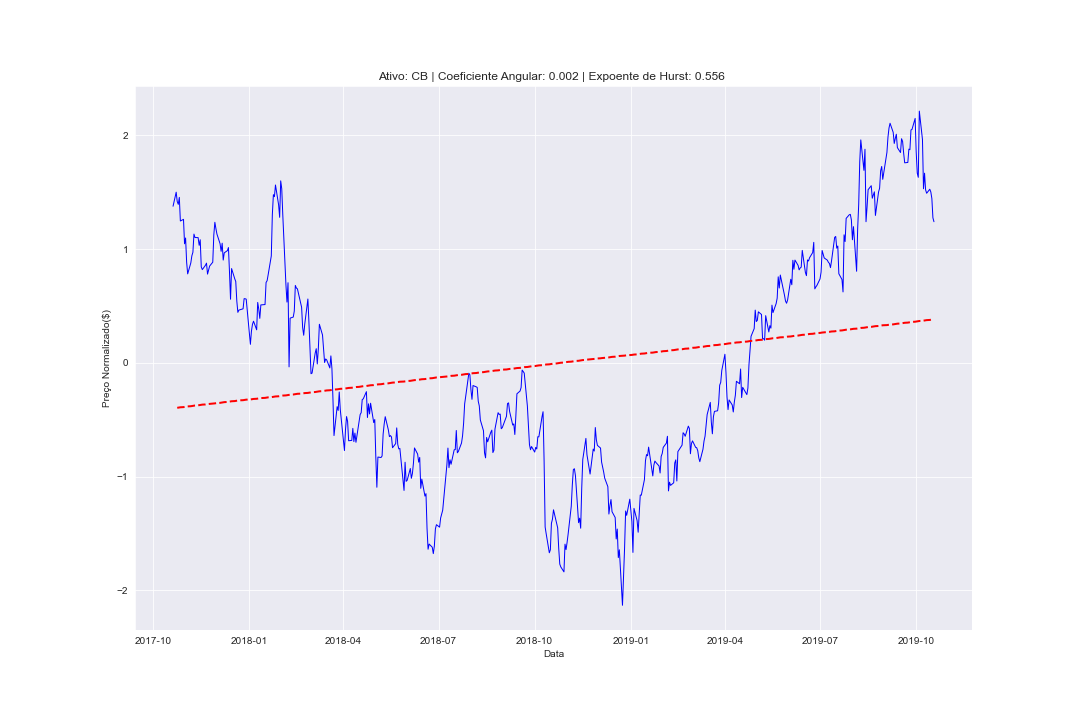 Ativo: CB | Coeficiente Angular: 0.002 | Expoente de Hurst: 0.556
Preço Normalizado($)
2
1
0
−1
−2
2017-10 2018-01 2018-04 2018-07 2018-10 2019-01 2019-04 2019-07 2019-10
Data